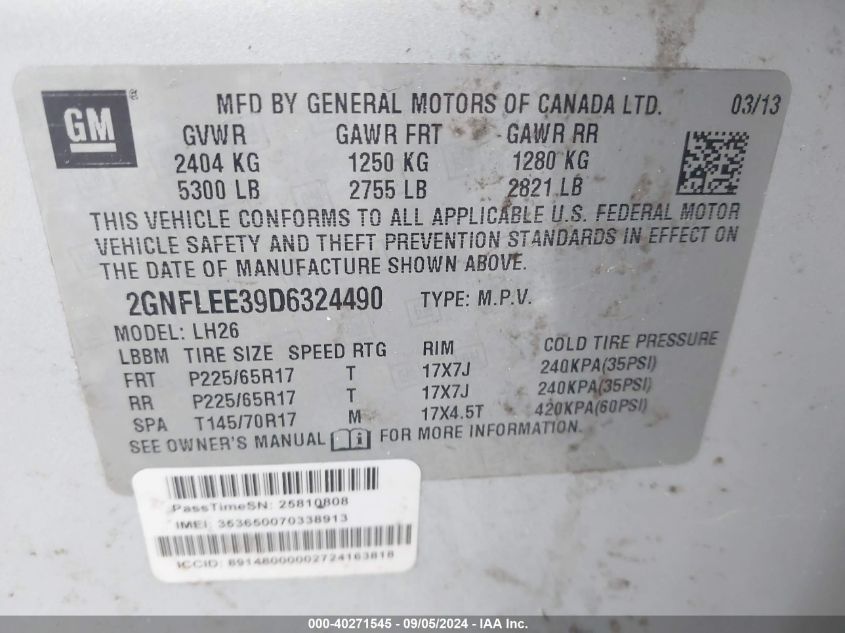 GM ®
MFD BY GENERAL MOTORS OF CANADA LTD. 03/13
GVWR GAWR FRT GAWR RR
2404 KG 1250 KG 1280 KG
5300 LB 2755 LB 2821 LB
THIS VEHICLE CONFORMS TO ALL APPLICABLE U.S. FEDERAL MOTOR
VEHICLE SAFETY AND THEFT PREVENTION STANDARDS IN EFFECT ON
THE DATE OF MANUFACTURE SHOWN ABOVE.
2GNFLEE39D6324490 TYPE: M.P.V.
MODEL: LH26
LBBM TIRE SIZE SPEED RTG RIM COLD TIRE PRESSURE
FRT P225/65R17 T 17X7J 240KPA(35PSI)
RR P225/65R17 T 17X7J 240KPA(35PSI)
SPA T145/70R17 M 17X4.5T 420KPA(60PSI)
SEE OWNER'S MANUAL i FOR MORE INFORMATION.
PassTimeSN: 25810808
IMEI: 353650070338913
ICCID: 89148000002724163818
000-40271545 - 09/05/2024 - IAA Inc.